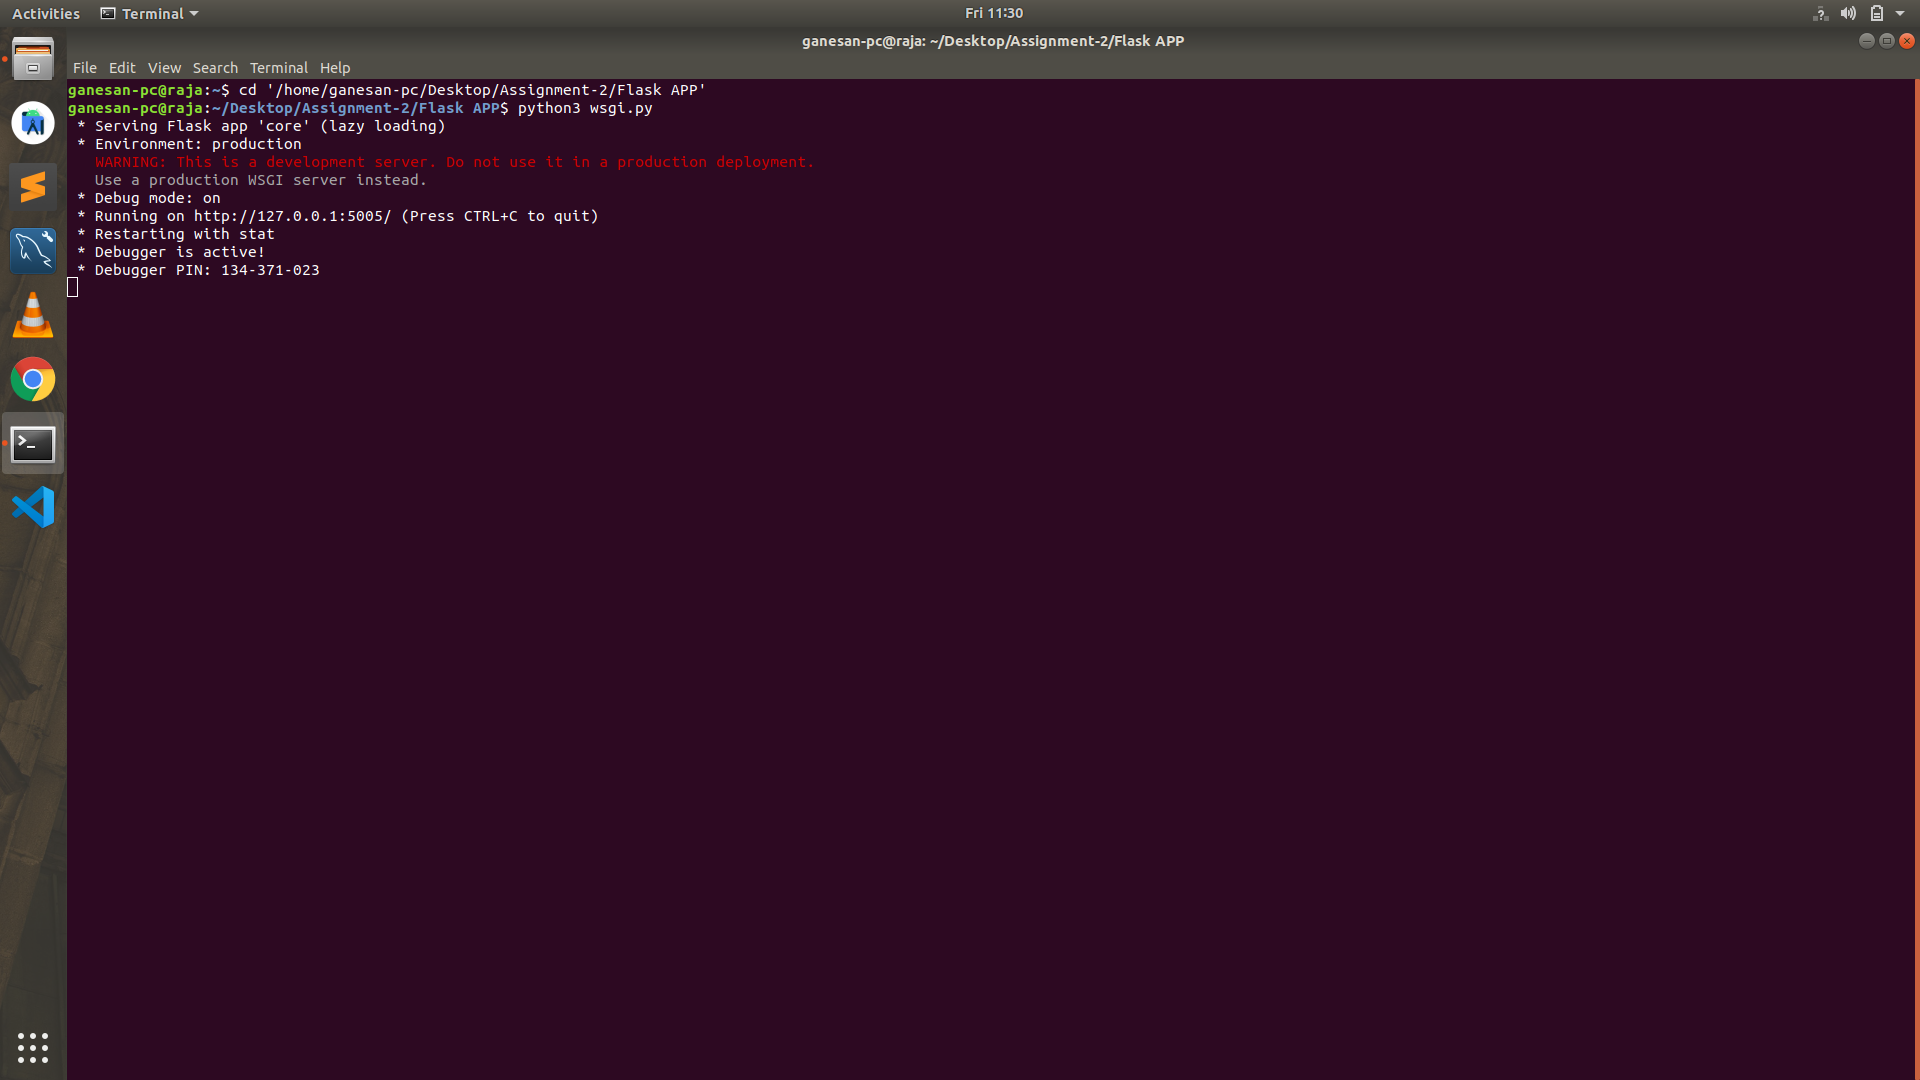 Activities Terminal Fri 11:30
ganesan-pc@raja: ~/Desktop/Assignment-2/Flask APP
File Edit View Search Terminal Help
ganesan-pc@raja:~$ cd '/home/ganesan-pc/Desktop/Assignment-2/Flask APP'
ganesan-pc@raja:~/Desktop/Assignment-2/Flask APP$ python3 wsgi.py
* Serving Flask app 'core' (lazy loading)
* Environment: production
WARNING: This is a development server. Do not use it in a production deployment.
Use a production WSGI server instead.
* Debug mode: on
* Running on http://127.0.0.1:5005/ (Press CTRL+C to quit)
* Restarting with stat
* Debugger is active!
* Debugger PIN: 134-371-023